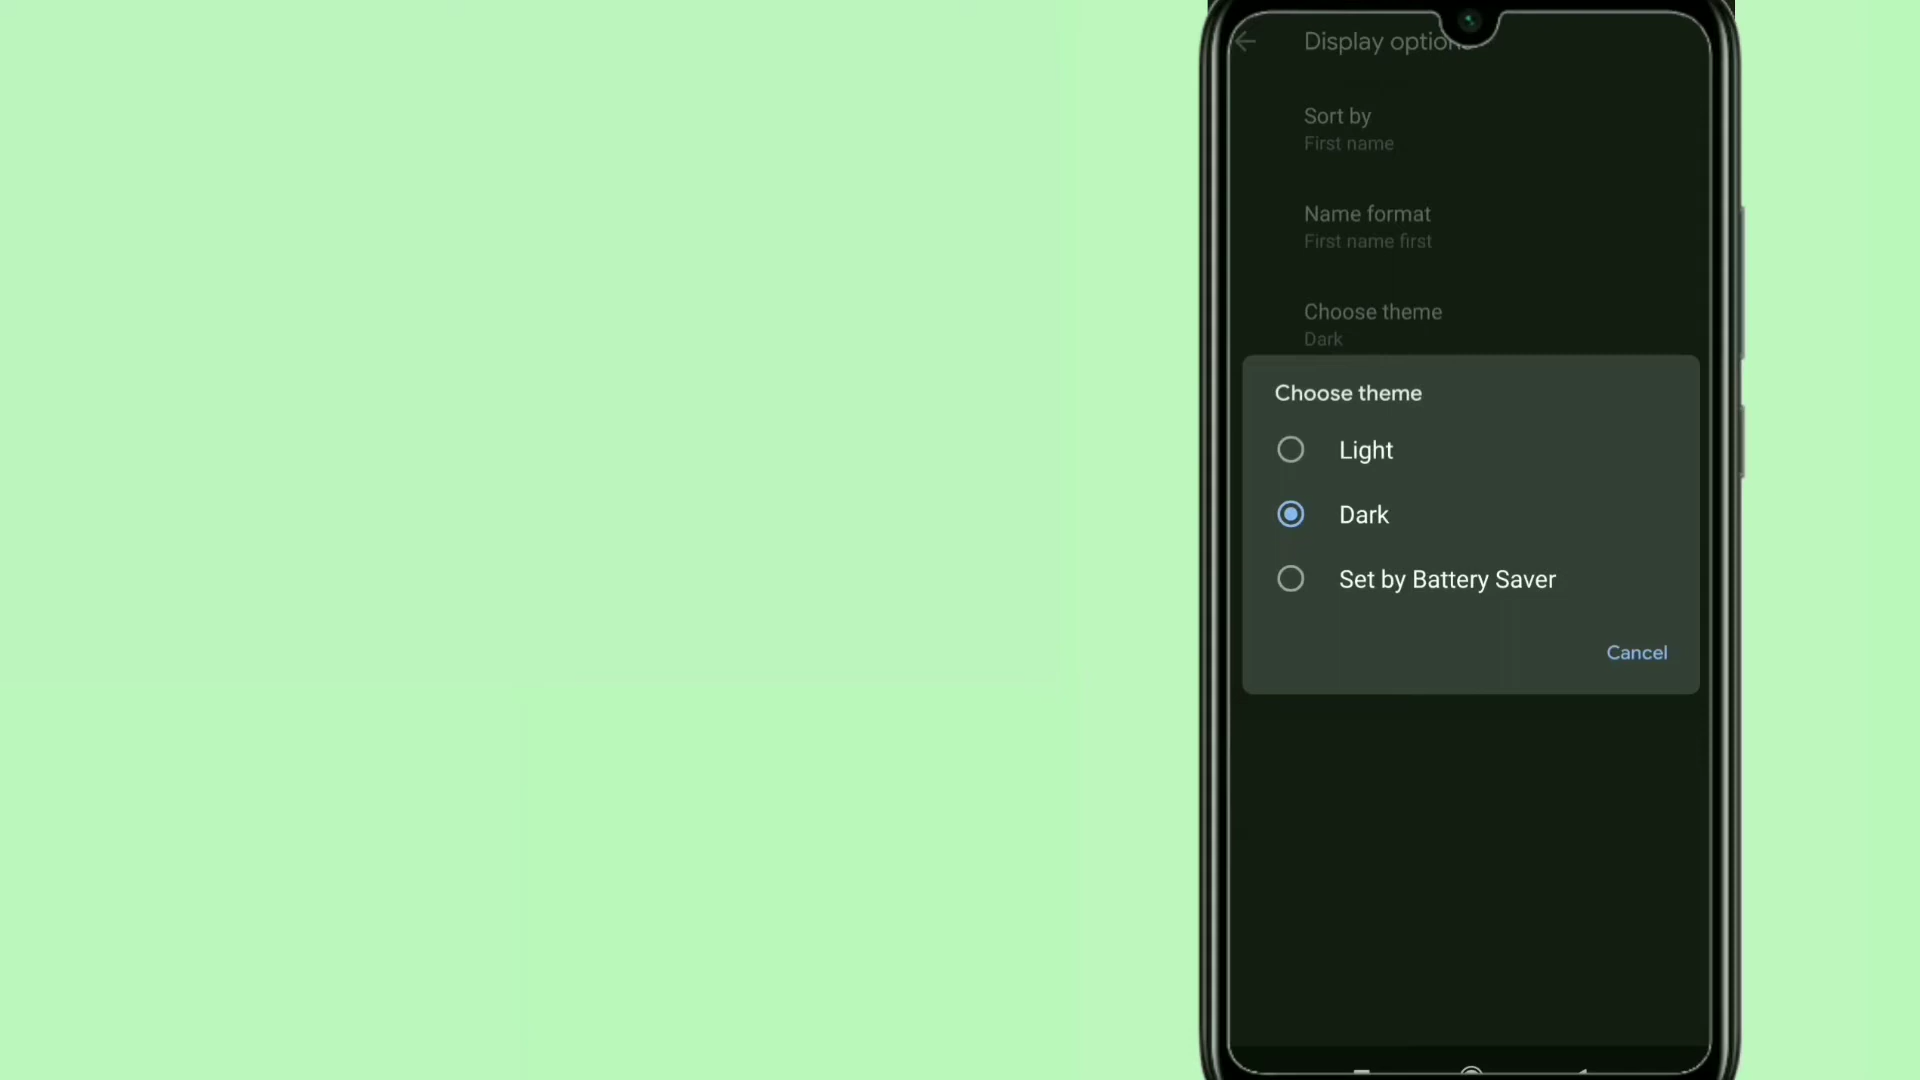 Display options
Sort by
First name
Name format
First name first
Choose theme
Dark
Choose theme
Light
Dark
Set by Battery Saver
Cancel